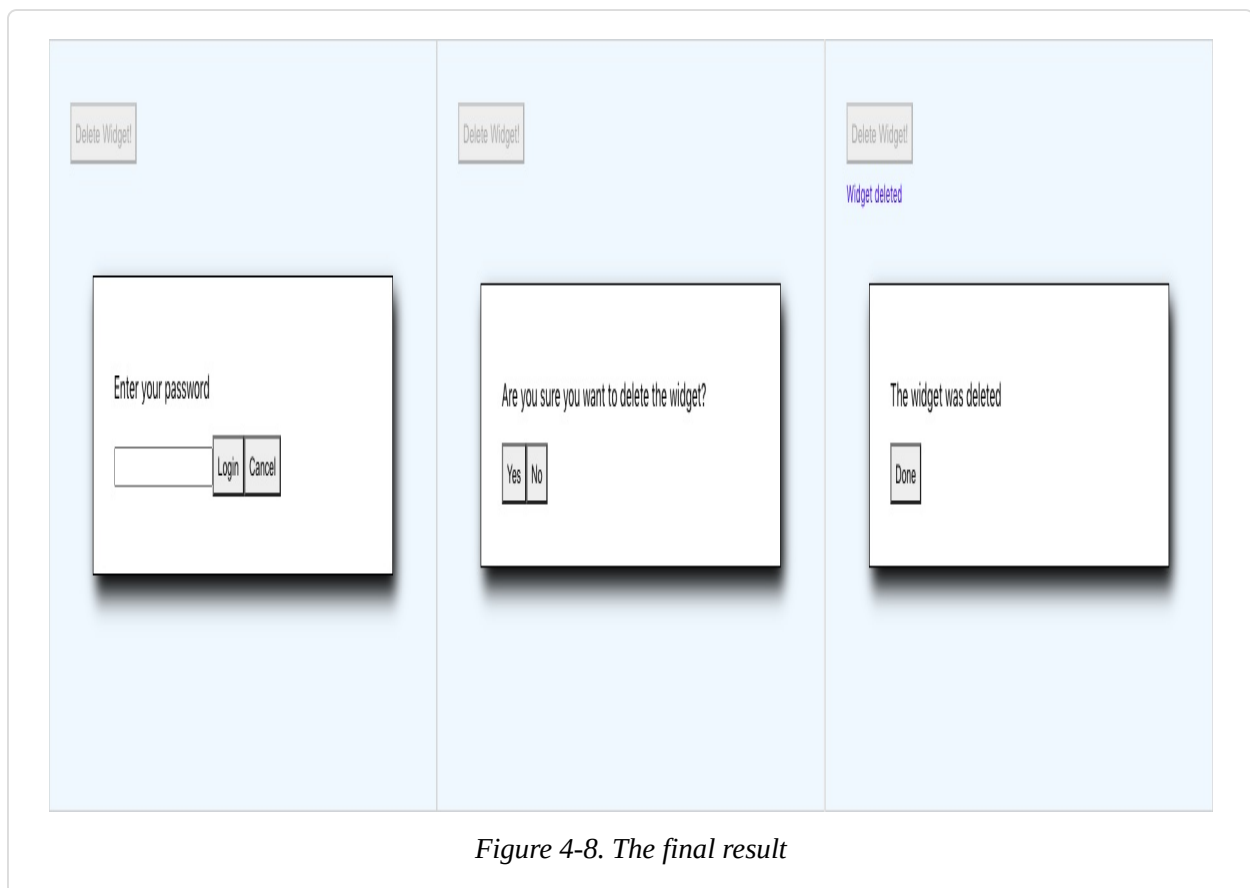 Delete Widget!
Enter your password
Login Cancel
Delete Widget!
Are you sure you want to delete the widget?
Yes No
Delete Widget!
Widget deleted
The widget was deleted
Done
Figure 4-8. The final result